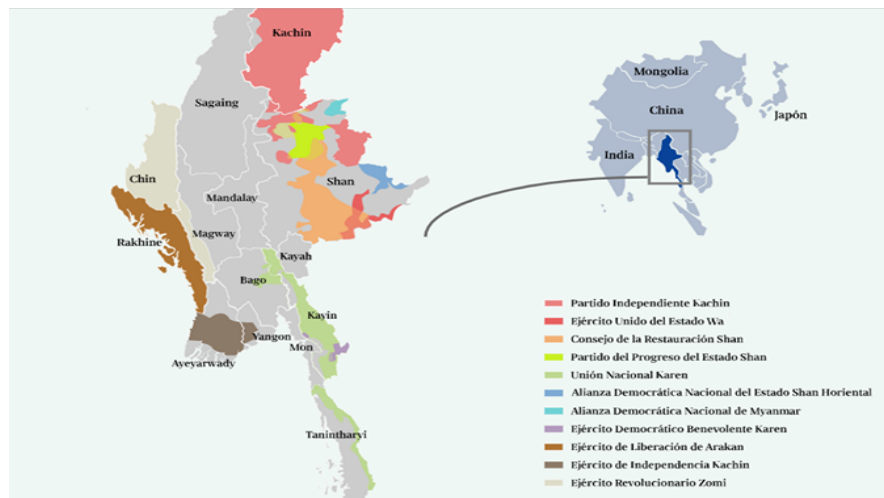 Kachin
Sagaing
Shan
Chin
Mandalay
Magway
Rakhine
Kayah
Bago
Kayin
Yangon
Mon
Ayeyarwady
Tanintharyi
Mongolia
China
Japón
India
Partido Independiente Kachin
Ejército Unido del Estado Wa
Consejo de la Restauración Shan
Partido del Progreso del Estado Shan
Unión Nacional Karen
Alianza Democrática Nacional del Estado Shan Horiental
Alianza Democrática Nacional de Myanmar
Ejército Democrático Benevolente Karen
Ejército de Liberación de Arakan
Ejército de Independencia Kachin
Ejército Revolucionario Zomi